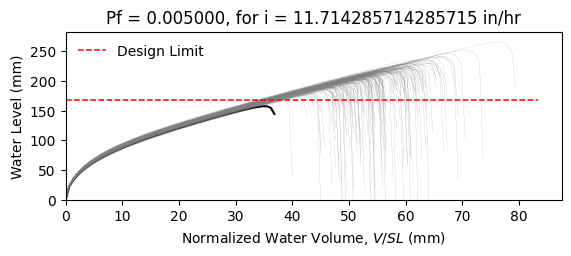 Pf = 0.005000, for i = 11.714285714285715 in/hr
Design Limit
Water Level (mm)
250
200
150
100
50
0
0 10 20 30 40 50 60 70 80
Normalized Water Volume, V/SL (mm)